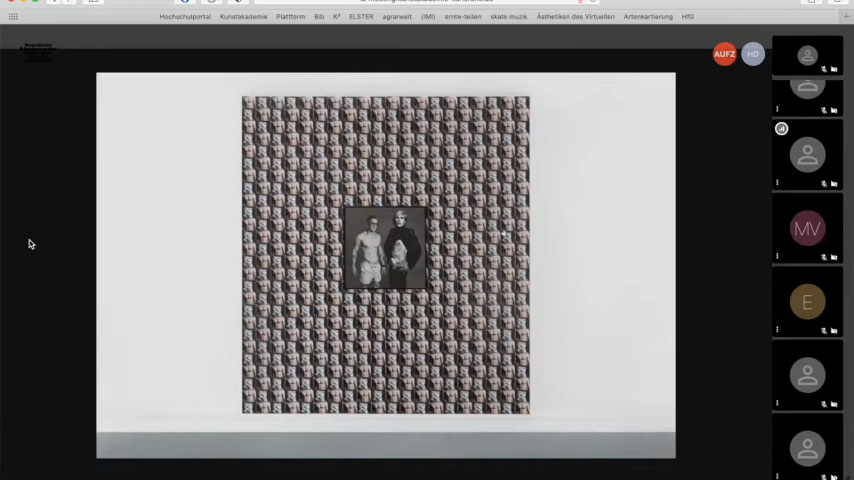 Hochschulportal Kunstakademie Plattform Bib K³ ELSTER agrarwelt (IMI) ernte-teilen skate muzik Ästhetiken des Virtuellen Artenkartierung HfG
AUFZ HD
MV
E